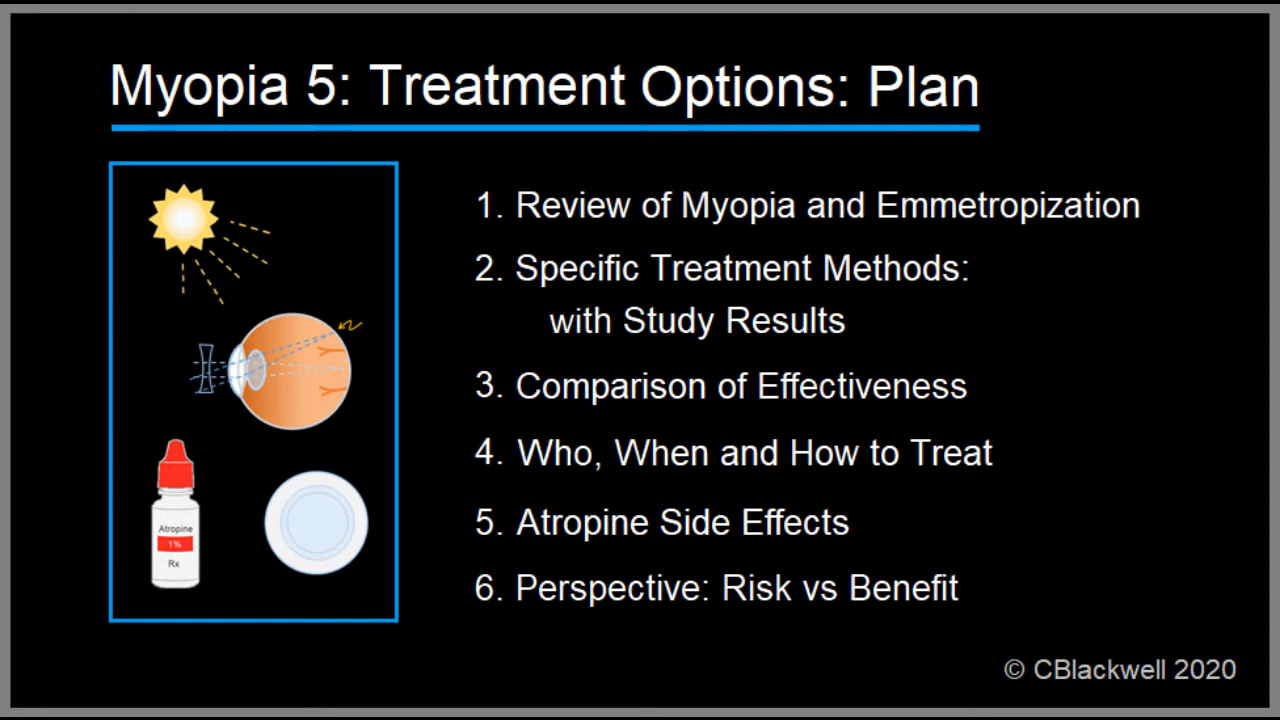 Myopia 5: Treatment Options: Plan
1. Review of Myopia and Emmetropization
2. Specific Treatment Methods:
with Study Results
3. Comparison of Effectiveness
4. Who, When and How to Treat
5. Atropine Side Effects
6. Perspective: Risk vs Benefit
Atropine
1%
Rx
© CBlackwell 2020